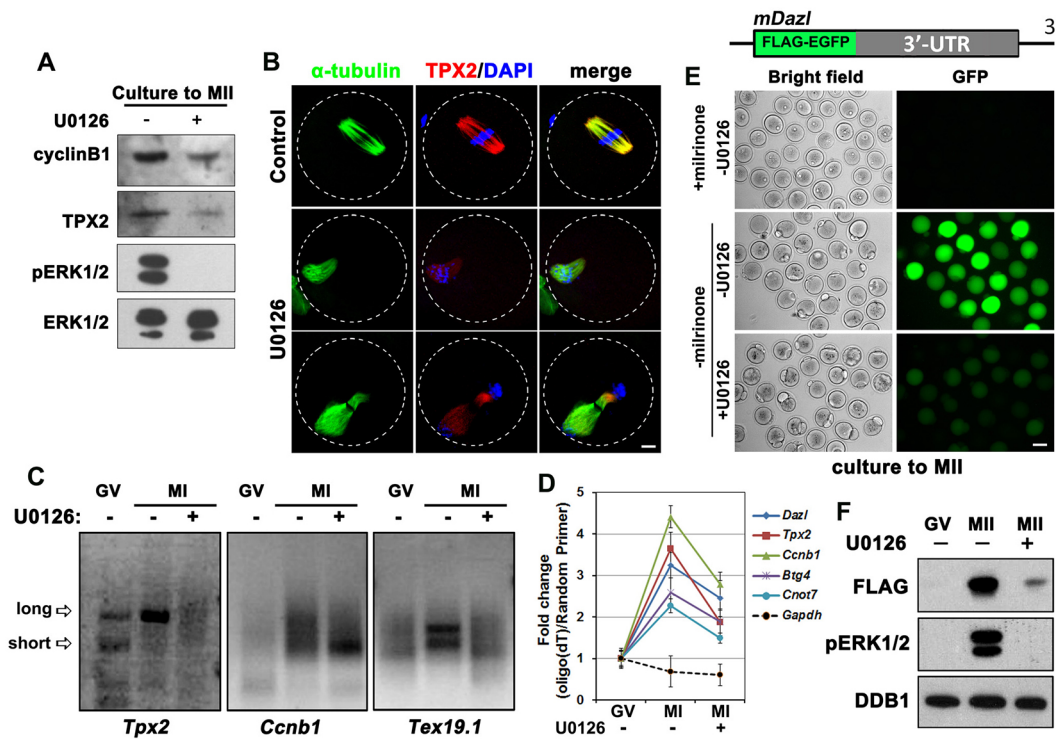 3
mDazl
FLAG-EGFP 3’-UTR
A
Culture to MII
U0126 - +
cyclinB1
TPX2
pERK1/2
ERK1/2
B
α-tubulin TPX2/DAPI merge
Control
U0126
E
Bright field GFP
+milrinone
-U0126
-milrinone
-U0126
+U0126
culture to MII
C
GV MI GV MI GV MI
U0126: - - + - - + - - +
long
short
Tpx2 Ccnb1 Tex19.1
D
Fold change
(oligo(dT)/Random Primer)
5
4
3
2
1
0
GV MI MI
U0126 - - +
Dazl
Tpx2
Ccnb1
Btg4
Cnot7
Gapdh
F
GV MII MII
U0126 – – +
FLAG
pERK1/2
DDB1